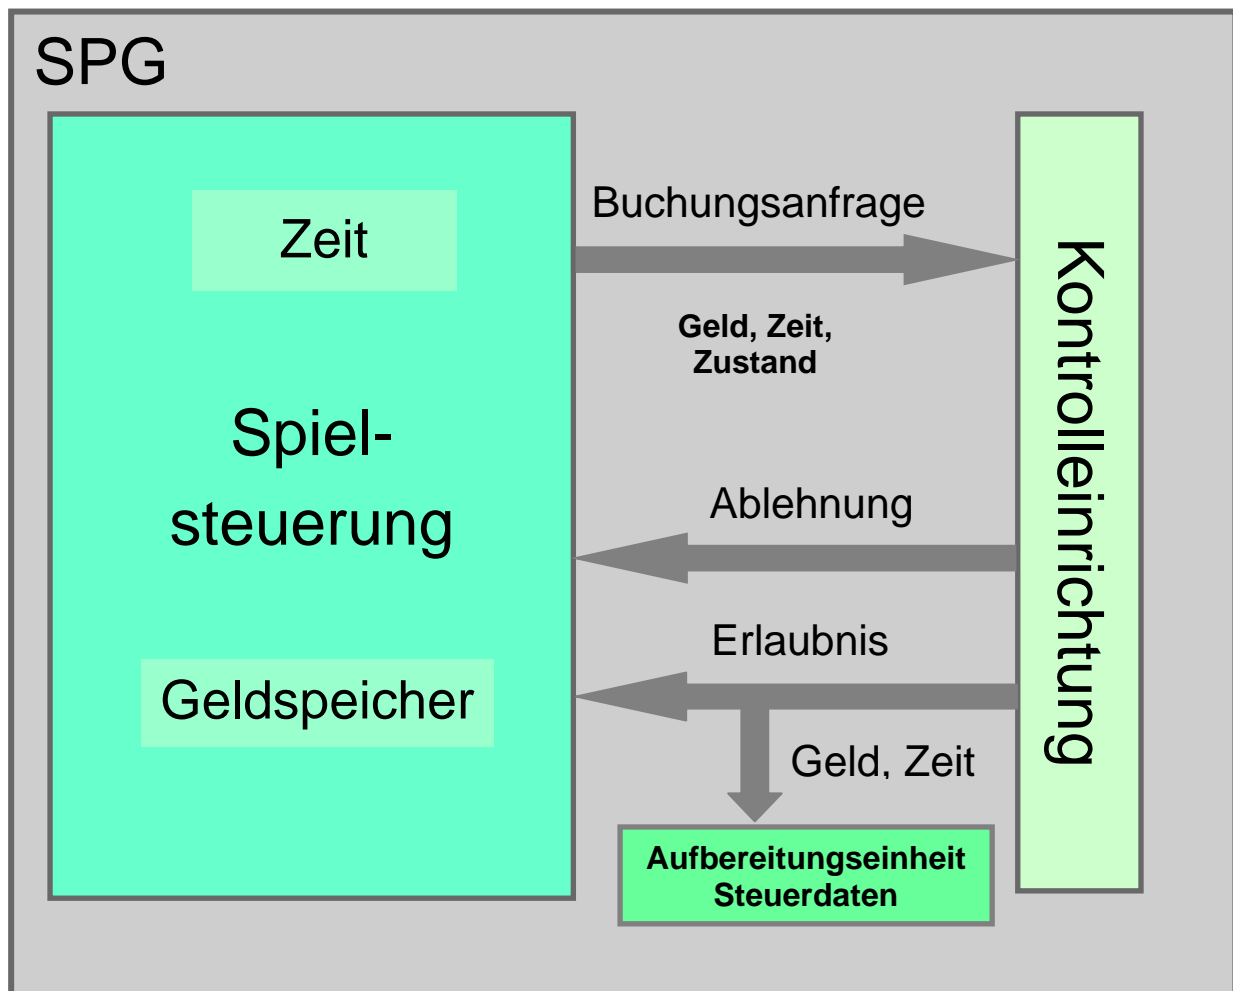 SPG
Zeit
Spiel-
steuerung
Geldspeicher
Buchungsanfrage
Geld, Zeit,
Zustand
Ablehnung
Erlaubnis
Geld, Zeit
Aufbereitungseinheit
Steuerdaten
Kontrolleinrichtung